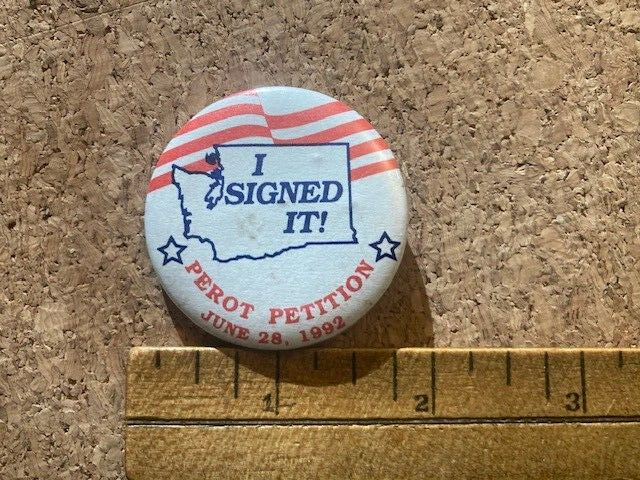 I
SIGNED
IT!
PEROT PETITION
JUNE 28, 1992
1 2 3